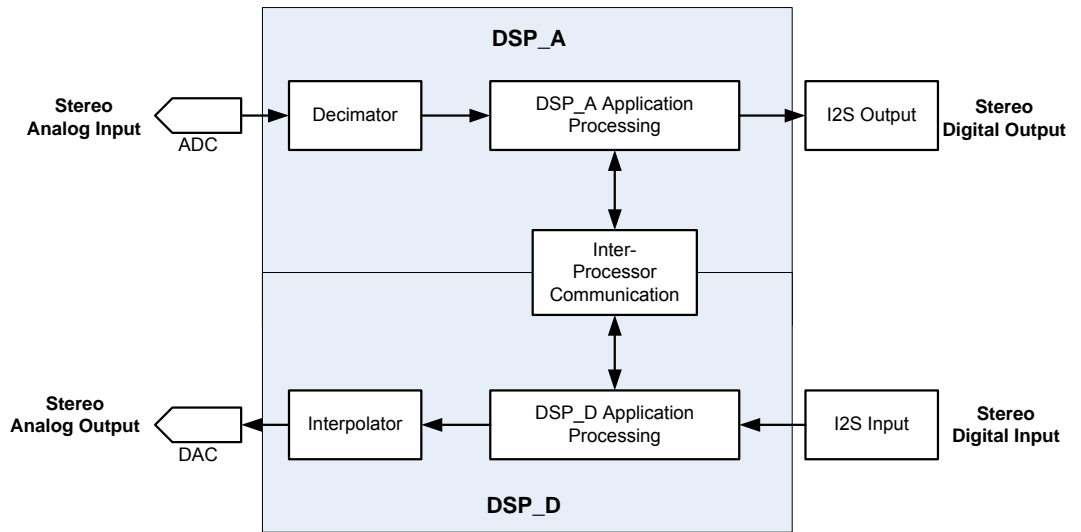 DSP_A
Stereo
Analog Input
ADC
Decimator
DSP_A Application
Processing
I2S Output
Stereo
Digital Output
Inter-
Processor
Communication
Stereo
Analog Output
DAC
Interpolator
DSP_D Application
Processing
I2S Input
Stereo
Digital Input
DSP_D